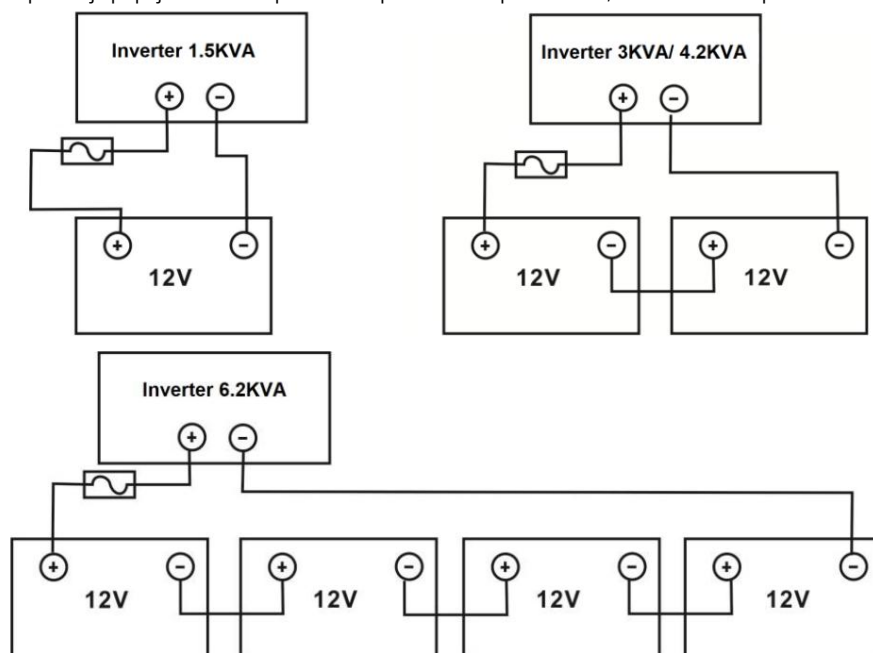 Inverter 1.5KVA
+ −
+ −
12V
Inverter 3KVA/ 4.2KVA
+ −
+ − + −
12V 12V
Inverter 6.2KVA
+ −
+ − + − + − + −
12V 12V 12V 12V